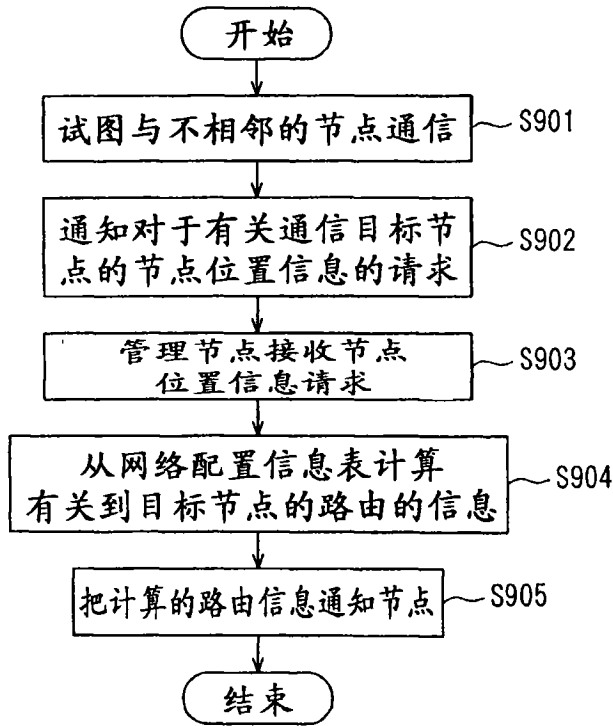 开始
试图与不相邻的节点通信
S901
通知对于有关通信目标节
点的节点位置信息的请求
S902
管理节点接收节点
位置信息请求
S903
从网络配置信息表计算
有关到目标节点的路由的信息
S904
把计算的路由信息通知节点
S905
结束